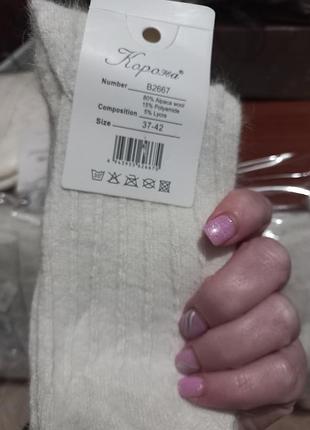 Корона®
Number B2667
80% Alpaca wool
Composition 15% Polyamide
5% Lycra
Size 37-42